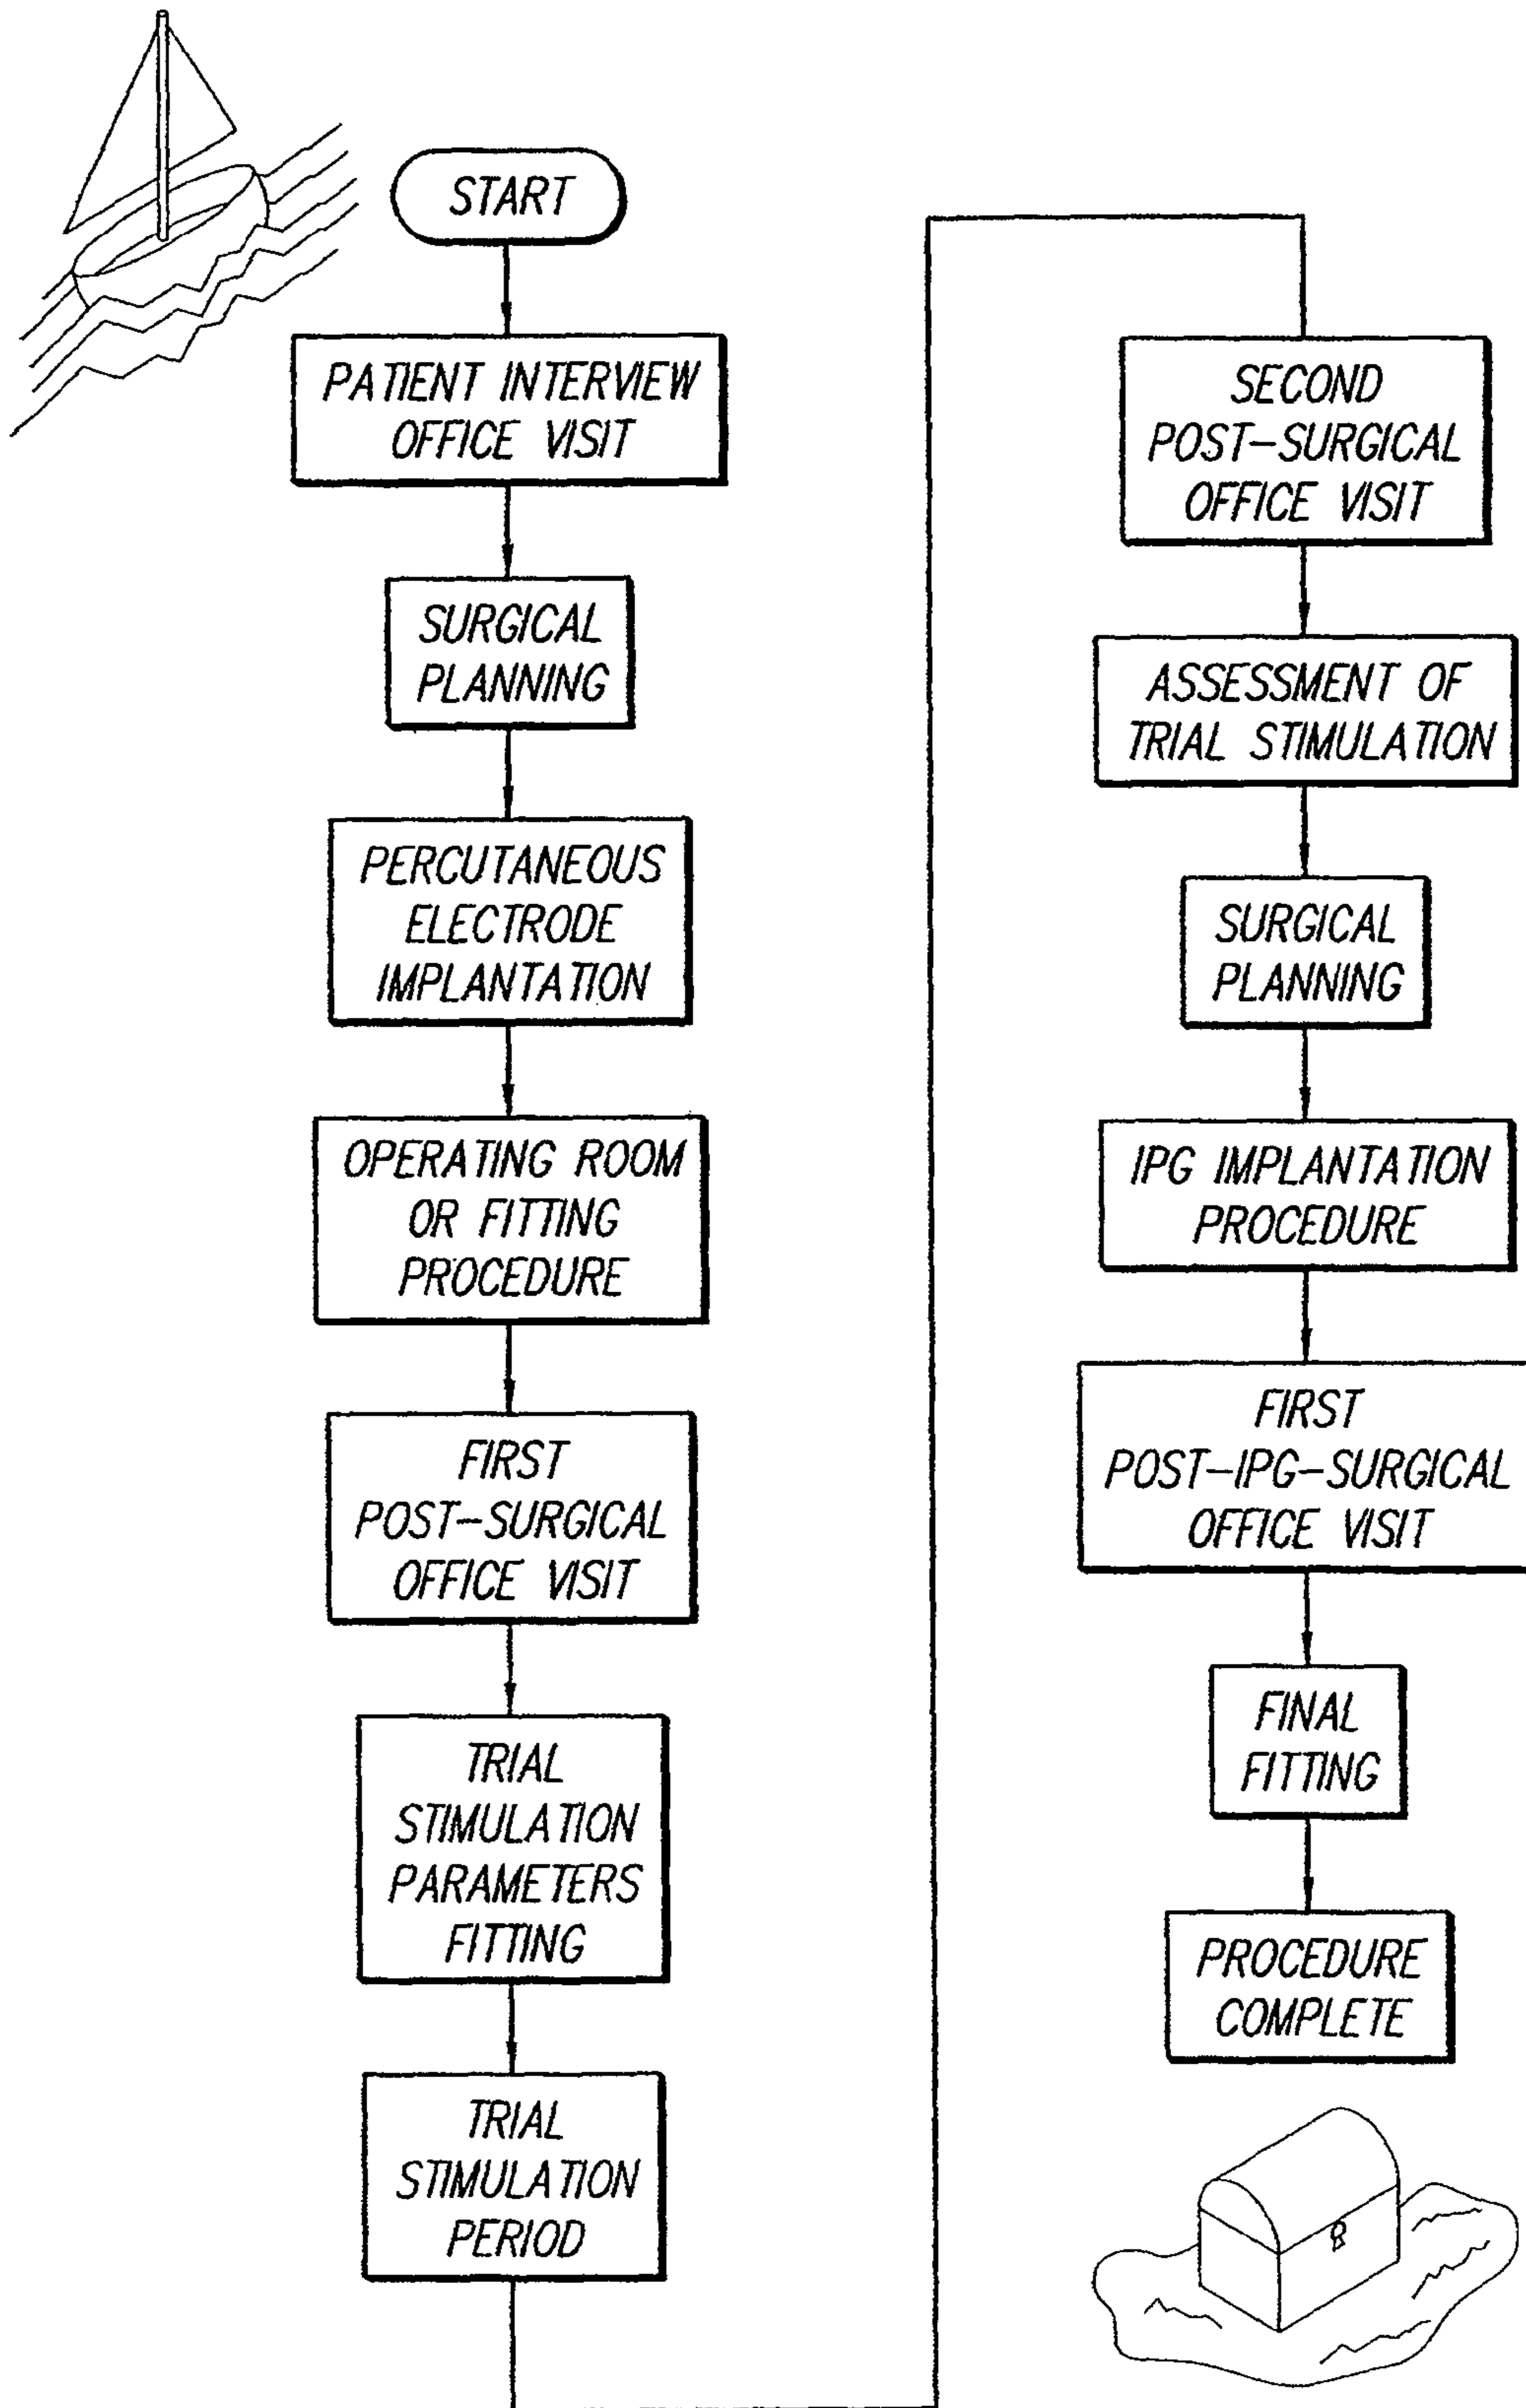 START
PATIENT INTERVIEW
OFFICE VISIT
SURGICAL
PLANNING
PERCUTANEOUS
ELECTRODE
IMPLANTATION
OPERATING ROOM
OR FITTING
PROCEDURE
FIRST
POST-SURGICAL
OFFICE VISIT
TRIAL
STIMULATION
PARAMETERS
FITTING
TRIAL
STIMULATION
PERIOD
SECOND
POST-SURGICAL
OFFICE VISIT
ASSESSMENT OF
TRIAL STIMULATION
SURGICAL
PLANNING
IPG IMPLANTATION
PROCEDURE
FIRST
POST-IPG-SURGICAL
OFFICE VISIT
FINAL
FITTING
PROCEDURE
COMPLETE